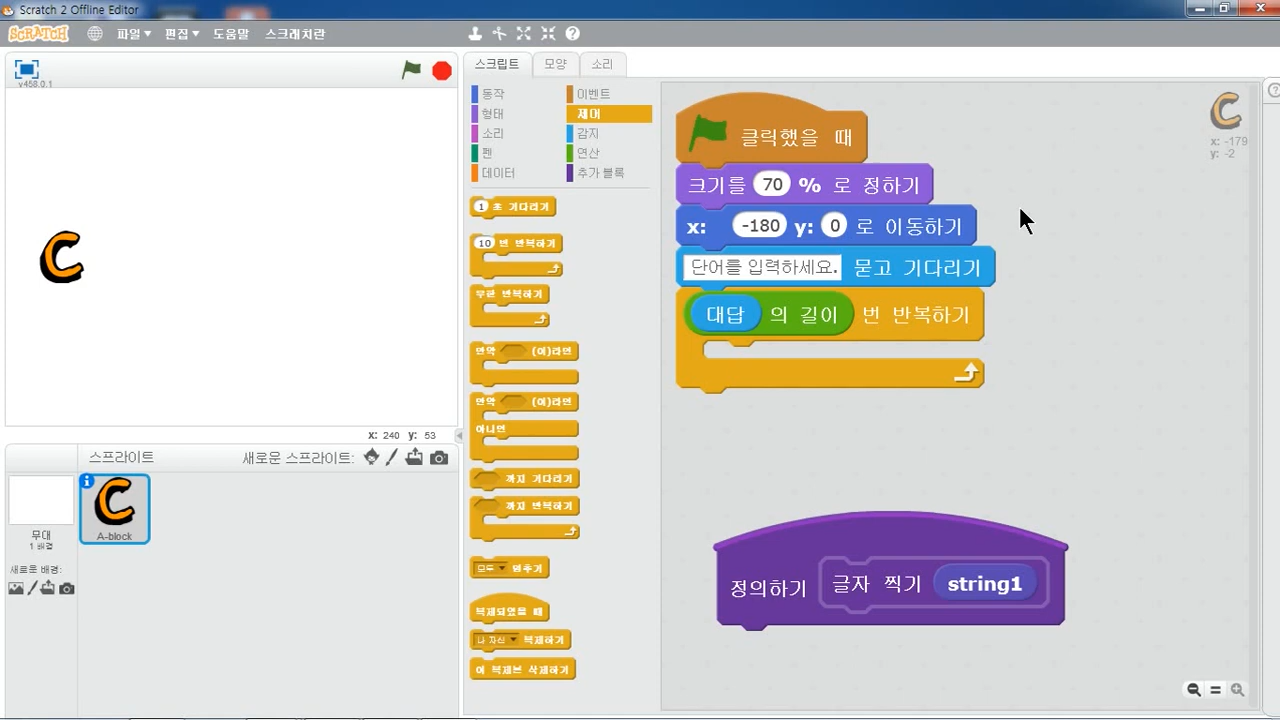 Scratch 2 Offline Editor
SCRATCH 파일 편집 도움말 스크래치란
v458.0.1
스크립트 모양 소리
동작 이벤트
형태 제어
소리 감지
펜 연산
데이터 추가 블록
1 초 기다리기
10 번 반복하기
무한 반복하기
만약 (이)라면
만약 (이)라면
아니면
까지 기다리기
까지 반복하기
모두 멈추기
복제되었을 때
나 자신 복제하기
이 복제본 삭제하기
클릭했을 때
크기를 70 % 로 정하기
x: -180 y: 0 로 이동하기
단어를 입력하세요. 묻고 기다리기
대답 의 길이 번 반복하기
정의하기 글자 찍기 string1
x: -179
y: -2
x: 240 y: 53
스프라이트 새로운 스프라이트:
무대
1 배경
새로운 배경:
A-block